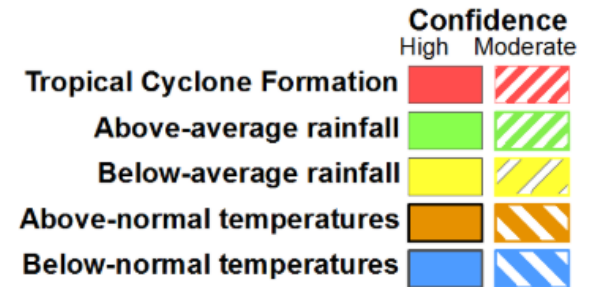 Confidence
High Moderate
Tropical Cyclone Formation
Above-average rainfall
Below-average rainfall
Above-normal temperatures
Below-normal temperatures